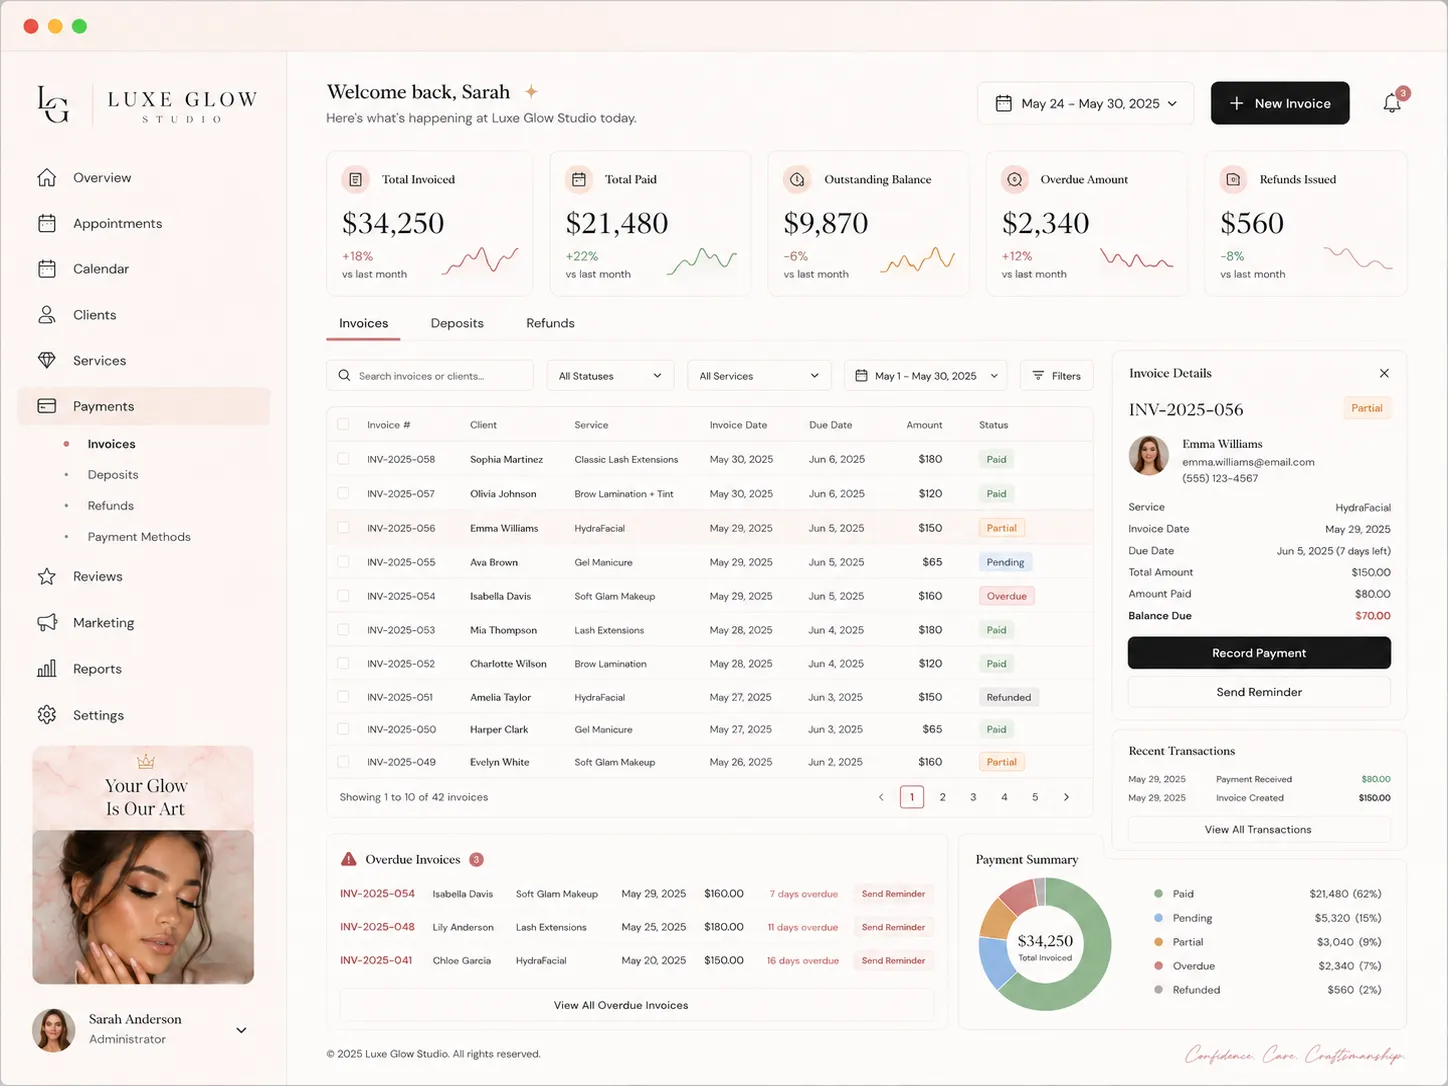 LG
LUXE GLOW
STUDIO
Overview
Appointments
Calendar
Clients
Services
Payments
Invoices
Deposits
Refunds
Payment Methods
Reviews
Marketing
Reports
Settings
Your Glow
Is Our Art
Sarah Anderson
Administrator
Welcome back, Sarah
Here's what's happening at Luxe Glow Studio today.
May 24 – May 30, 2025
+ New Invoice
3
Total Invoiced
$34,250
+18%
vs last month
Total Paid
$21,480
+22%
vs last month
Outstanding Balance
$9,870
-6%
vs last month
Overdue Amount
$2,340
+12%
vs last month
Refunds Issued
$560
-8%
vs last month
Invoices Deposits Refunds
Search invoices or clients... All Statuses All Services May 1 – May 30, 2025 Filters
Invoice # Client Service Invoice Date Due Date Amount Status
INV-2025-058 Sophia Martinez Classic Lash Extensions May 30, 2025 Jun 6, 2025 $180 Paid
INV-2025-057 Olivia Johnson Brow Lamination + Tint May 30, 2025 Jun 6, 2025 $120 Paid
INV-2025-056 Emma Williams HydraFacial May 29, 2025 Jun 5, 2025 $150 Partial
INV-2025-055 Ava Brown Gel Manicure May 29, 2025 Jun 5, 2025 $65 Pending
INV-2025-054 Isabella Davis Soft Glam Makeup May 29, 2025 Jun 5, 2025 $160 Overdue
INV-2025-053 Mia Thompson Lash Extensions May 28, 2025 Jun 4, 2025 $180 Paid
INV-2025-052 Charlotte Wilson Brow Lamination May 28, 2025 Jun 4, 2025 $120 Paid
INV-2025-051 Amelia Taylor HydraFacial May 27, 2025 Jun 3, 2025 $150 Refunded
INV-2025-050 Harper Clark Gel Manicure May 27, 2025 Jun 3, 2025 $65 Paid
INV-2025-049 Evelyn White Soft Glam Makeup May 26, 2025 Jun 2, 2025 $160 Partial
Showing 1 to 10 of 42 invoices
1 2 3 4 5
Invoice Details
INV-2025-056 Partial
Emma Williams
emma.williams@email.com
(555) 123-4567
Service HydraFacial
Invoice Date May 29, 2025
Due Date Jun 5, 2025 (7 days left)
Total Amount $150.00
Amount Paid $80.00
Balance Due $70.00
Record Payment
Send Reminder
Recent Transactions
May 29, 2025 Payment Received $80.00
May 29, 2025 Invoice Created $150.00
View All Transactions
Overdue Invoices 3
INV-2025-054 Isabella Davis Soft Glam Makeup May 29, 2025 $160.00 7 days overdue Send Reminder
INV-2025-048 Lily Anderson Lash Extensions May 25, 2025 $180.00 11 days overdue Send Reminder
INV-2025-041 Chloe Garcia HydraFacial May 20, 2025 $150.00 16 days overdue Send Reminder
View All Overdue Invoices
Payment Summary
$34,250
Total Invoiced
Paid $21,480 (62%)
Pending $5,320 (15%)
Partial $3,040 (9%)
Overdue $2,340 (7%)
Refunded $560 (2%)
© 2025 Luxe Glow Studio. All rights reserved.
Confidence. Care. Craftsmanship.